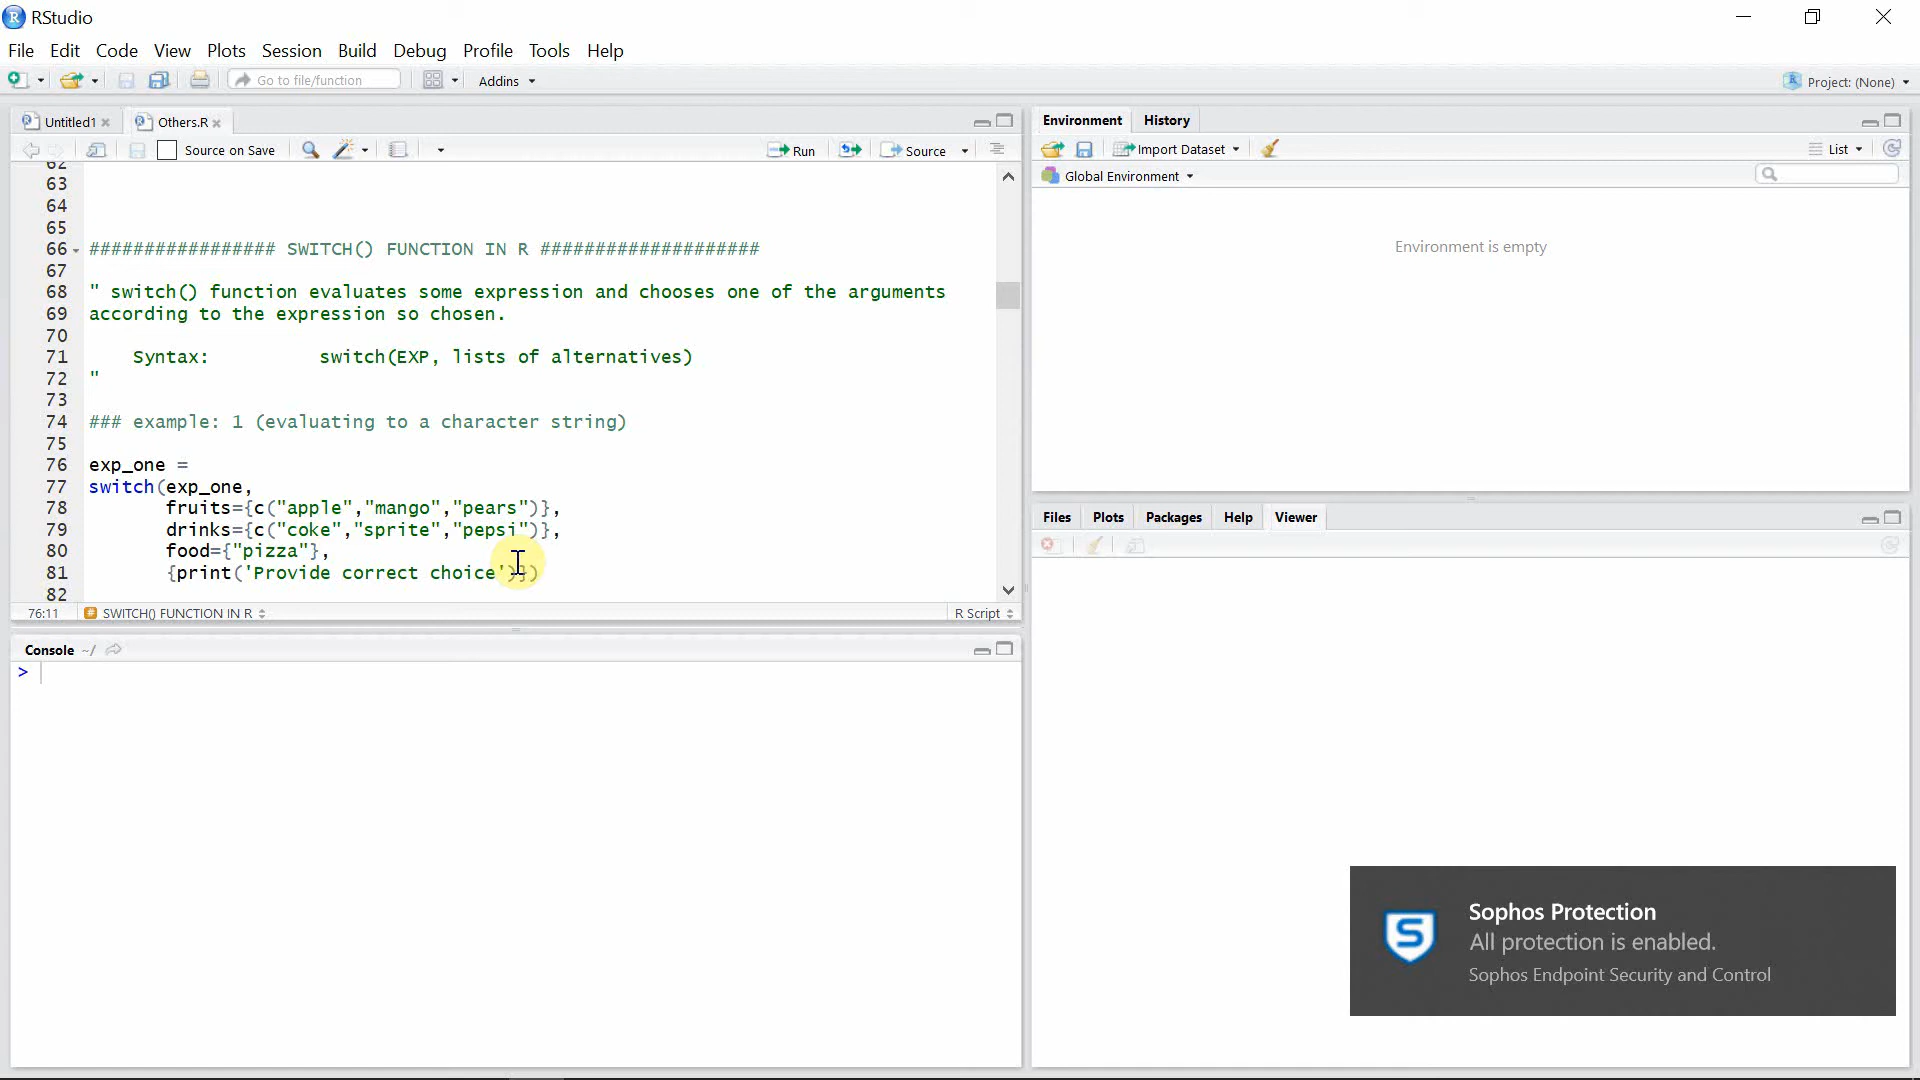 RStudio
File Edit Code View Plots Session Build Debug Profile Tools Help
Go to file/function Addins Project: (None)
Untitled1 Others.R
Source on Save Run Source
62
63
64
65
66 ################# SWITCH() FUNCTION IN R ####################
67
68 " switch() function evaluates some expression and chooses one of the arguments
69 according to the expression so chosen.
70
71 Syntax: switch(EXP, lists of alternatives)
72 "
73
74 ### example: 1 (evaluating to a character string)
75
76 exp_one =
77 switch(exp_one,
78 fruits={c("apple","mango","pears")},
79 drinks={c("coke","sprite","pepsi")},
80 food={"pizza"},
81 {print('Provide correct choice')})
82
76:11 SWITCH() FUNCTION IN R R Script
Console ~/
>
Environment History
Import Dataset List
Global Environment
Environment is empty
Files Plots Packages Help Viewer
Sophos Protection
All protection is enabled.
Sophos Endpoint Security and Control